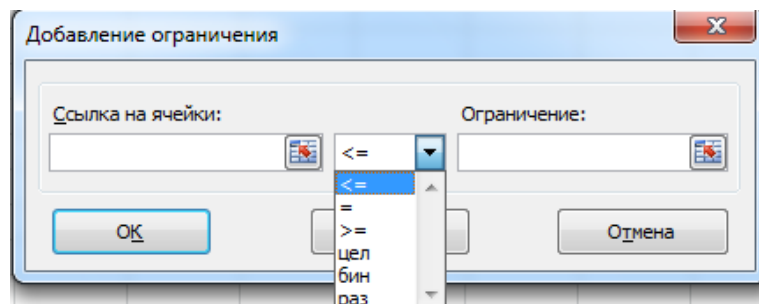 Добавление ограничения
Ссылка на ячейки:
Ограничение:
<=
<=
=
>=
цел
бин
раз
ОК
Отмена